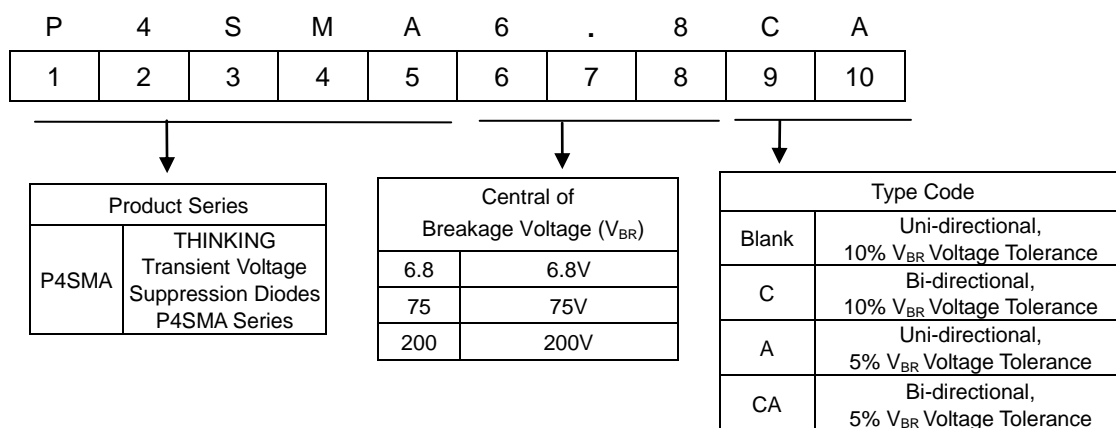 P 4 S M A 6 . 8 C A
1 2 3 4 5 6 7 8 9 10
Product Series
P4SMA
THINKING
Transient Voltage
Suppression Diodes
P4SMA Series
Central of
Breakage Voltage (VBR)
6.8 6.8V
75 75V
200 200V
Type Code
Blank
Uni-directional,
10% VBR Voltage Tolerance
C
Bi-directional,
10% VBR Voltage Tolerance
A
Uni-directional,
5% VBR Voltage Tolerance
CA
Bi-directional,
5% VBR Voltage Tolerance